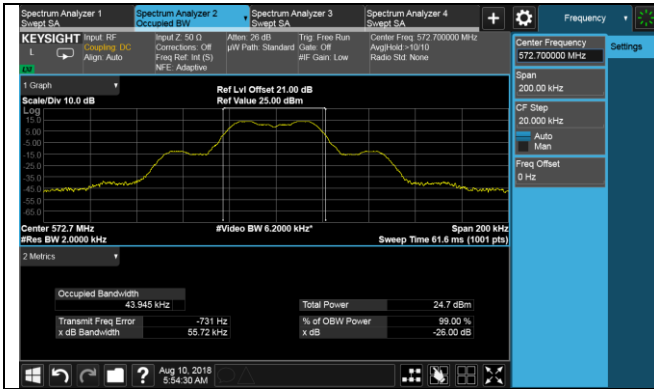 Spectrum Analyzer 1
Swept SA
Spectrum Analyzer 2
Occupied BW
Spectrum Analyzer 3
Swept SA
Spectrum Analyzer 4
Swept SA
+
Frequency
KEYSIGHT
L
Input: RF
Coupling: DC
Align: Auto
Input Z: 50 Ω
Corrections: Off
Freq Ref: Int (S)
NFE: Adaptive
Atten: 26 dB
µW Path: Standard
Trig: Free Run
Gate: Off
#IF Gain: Low
Center Freq: 572.700000 MHz
Avg|Hold:>10/10
Radio Std: None
Center Frequency
572.700000 MHz
Settings
Span
200.00 kHz
CF Step
20.000 kHz
Auto
Man
Freq Offset
0 Hz
1 Graph
Scale/Div 10.0 dB
Ref Lvl Offset 21.00 dB
Ref Value 25.00 dBm
Log
15.0
5.00
-5.00
-15.0
-25.0
-35.0
-45.0
-55.0
-65.0
Center 572.7 MHz
#Res BW 2.0000 kHz
#Video BW 6.2000 kHz*
Span 200 kHz
Sweep Time 61.6 ms (1001 pts)
2 Metrics
Occupied Bandwidth
43.945 kHz
Total Power 24.7 dBm
Transmit Freq Error -731 Hz
% of OBW Power 99.00 %
x dB Bandwidth 55.72 kHz
x dB -26.00 dB
?
Aug 10, 2018
5:54:30 AM